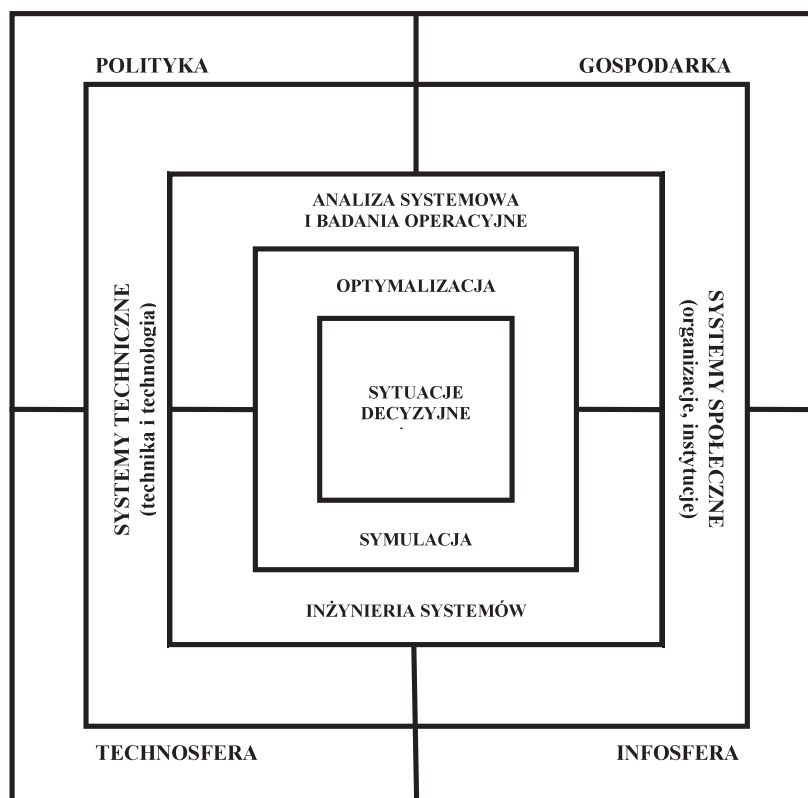 POLITYKA
GOSPODARKA
ANALIZA SYSTEMOWA
I BADANIA OPERACYJNE
OPTYMALIZACJA
SYSTEMY TECHNICZNE
(technika i technologia)
SYTUACJE
DECYZYJNE
SYSTEMY SPOŁECZNE
(organizacje, instytucje)
SYMULACJA
INŻYNIERIA SYSTEMÓW
TECHNOSFERA
INFOSFERA